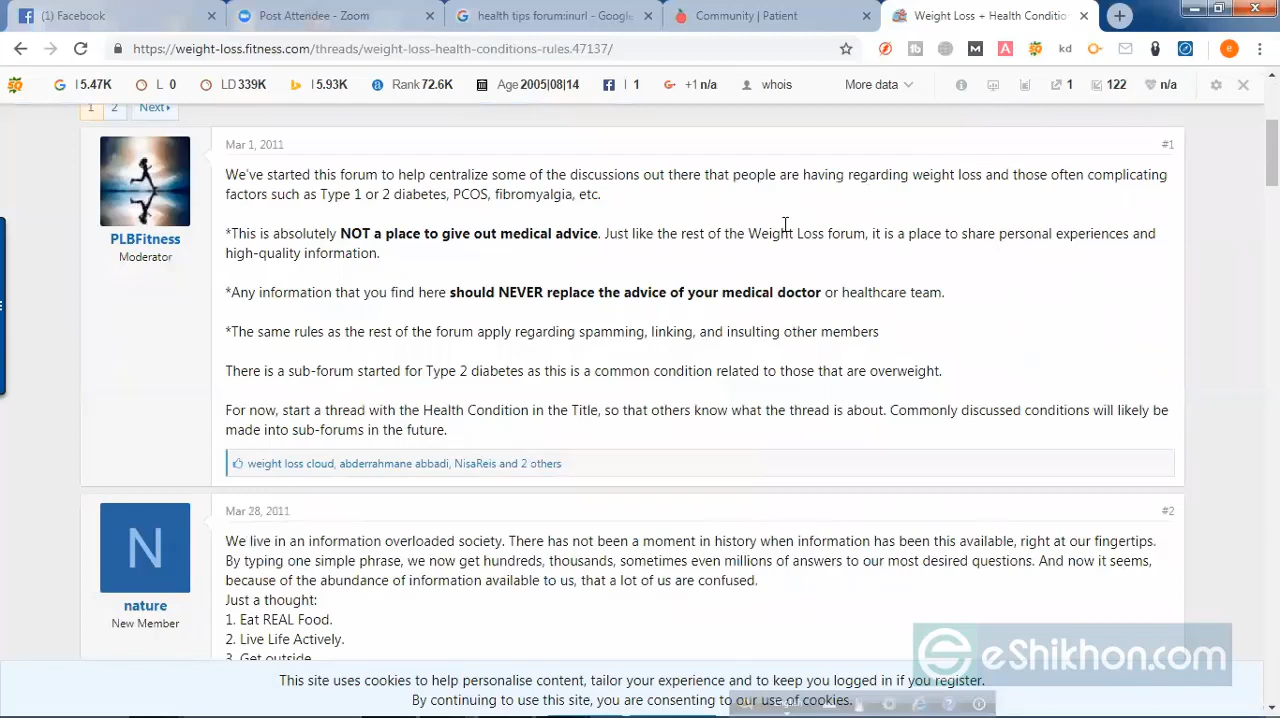 (1) Facebook
Post Attendee - Zoom
health tips forum:inurl - Google
Community | Patient
Weight Loss + Health Conditio
https://weight-loss.fitness.com/threads/weight-loss-health-conditions-rules.47137/
kd
I 5.47K
L 0
LD 339K
I 5.93K
Rank 72.6K
Age 2005|08|14
I 1
+1 n/a
whois
More data
1
122
n/a
1
2
Next
Mar 1, 2011
#1
We've started this forum to help centralize some of the discussions out there that people are having regarding weight loss and those often complicating
factors such as Type 1 or 2 diabetes, PCOS, fibromyalgia, etc.
PLBFitness
Moderator
*This is absolutely NOT a place to give out medical advice. Just like the rest of the Weight Loss forum, it is a place to share personal experiences and
high-quality information.
*Any information that you find here should NEVER replace the advice of your medical doctor or healthcare team.
*The same rules as the rest of the forum apply regarding spamming, linking, and insulting other members
There is a sub-forum started for Type 2 diabetes as this is a common condition related to those that are overweight.
For now, start a thread with the Health Condition in the Title, so that others know what the thread is about. Commonly discussed conditions will likely be
made into sub-forums in the future.
weight loss cloud, abderrahmane abbadi, NisaReis and 2 others
Mar 28, 2011
#2
N
nature
New Member
We live in an information overloaded society. There has not been a moment in history when information has been this available, right at our fingertips.
By typing one simple phrase, we now get hundreds, thousands, sometimes even millions of answers to our most desired questions. And now it seems,
because of the abundance of information available to us, that a lot of us are confused.
Just a thought:
1. Eat REAL Food.
2. Live Life Actively.
3. Get outside
eShikhon.com
This site uses cookies to help personalise content, tailor your experience and to keep you logged in if you register.
By continuing to use this site, you are consenting to our use of cookies.